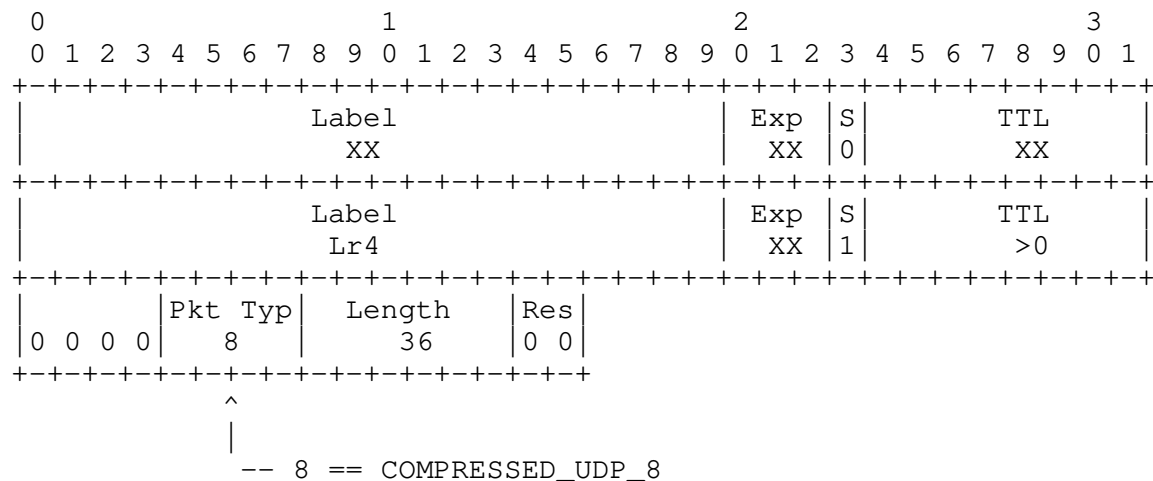 0                   1                   2                   3
 0 1 2 3 4 5 6 7 8 9 0 1 2 3 4 5 6 7 8 9 0 1 2 3 4 5 6 7 8 9 0 1
+-+-+-+-+-+-+-+-+-+-+-+-+-+-+-+-+-+-+-+-+-+-+-+-+-+-+-+-+-+-+-+-+
|                Label                  | Exp |S|       TTL     |
|                  XX                   |  XX |0|        XX     |
+-+-+-+-+-+-+-+-+-+-+-+-+-+-+-+-+-+-+-+-+-+-+-+-+-+-+-+-+-+-+-+-+
|                Label                  | Exp |S|       TTL     |
|                 Lr4                   |  XX |1|        >0     |
+-+-+-+-+-+-+-+-+-+-+-+-+-+-+-+-+-+-+-+-+-+-+-+-+-+-+-+-+-+-+-+-+
|       |Pkt Typ|  Length   |Res|
|0 0 0 0|   8   |     36    |0 0|
+-+-+-+-+-+-+-+-+-+-+-+-+-+-+-+-+
            ^
            |
             -- 8 == COMPRESSED_UDP_8